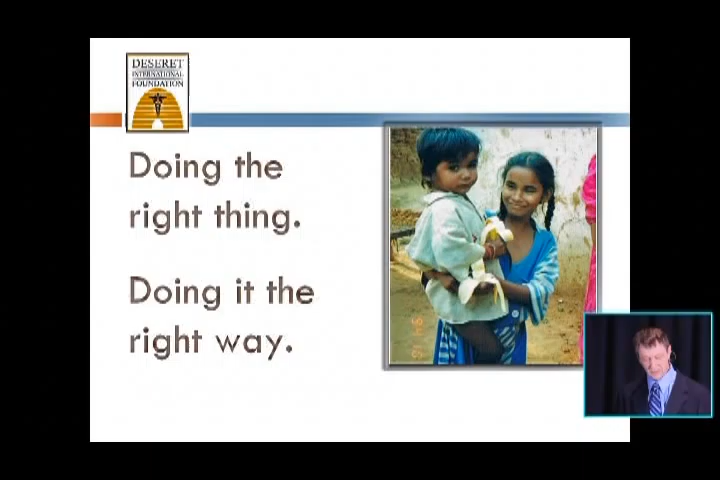 DESERET
INTERNATIONAL
FOUNDATION
Doing the
right thing.
Doing it the
right way.